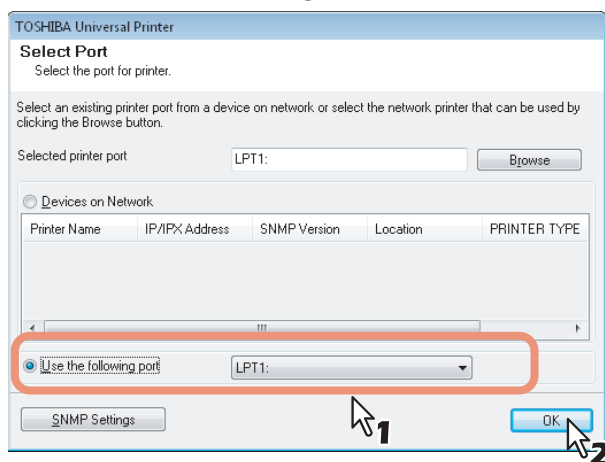 TOSHIBA Universal Printer
Select Port
Select the port for printer.
Select an existing printer port from a device on network or select the network printer that can be used by
clicking the Browse button.
Selected printer port LPT1: Browse
Devices on Network
Printer Name IP/IPX Address SNMP Version Location PRINTER TYPE
Use the following port LPT1:
SNMP Settings OK
1
2